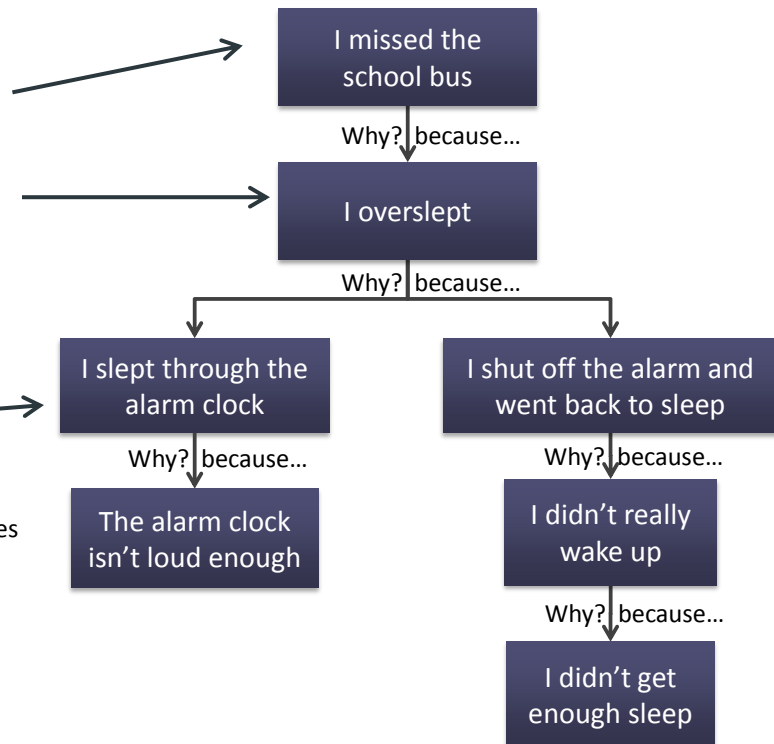 I missed the
school bus
Why? because…
I overslept
Why? because…
I slept through the
alarm clock
I shut off the alarm and
went back to sleep
Why? because…
Why? because…
es
The alarm clock
isn’t loud enough
I didn’t really
wake up
Why? because…
I didn’t get
enough sleep